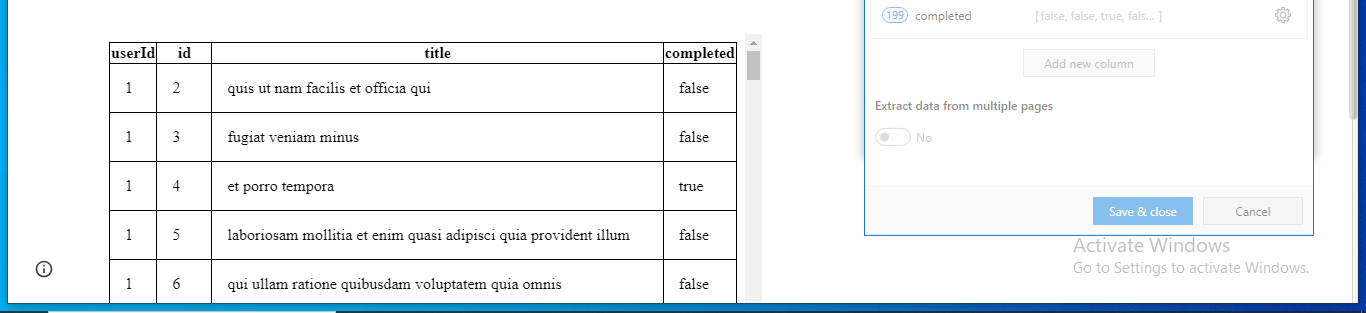 userId id title completed
1 2 quis ut nam facilis et officia qui false
1 3 fugiat veniam minus false
1 4 et porro tempora true
1 5 laboriosam mollitia et enim quasi adipisci quia provident illum false
1 6 qui ullam ratione quibusdam voluptatem quia omnis false
199 completed [ false, false, true, fals... ]
Add new column
Extract data from multiple pages
No
Save & close Cancel
Activate Windows
Go to Settings to activate Windows.